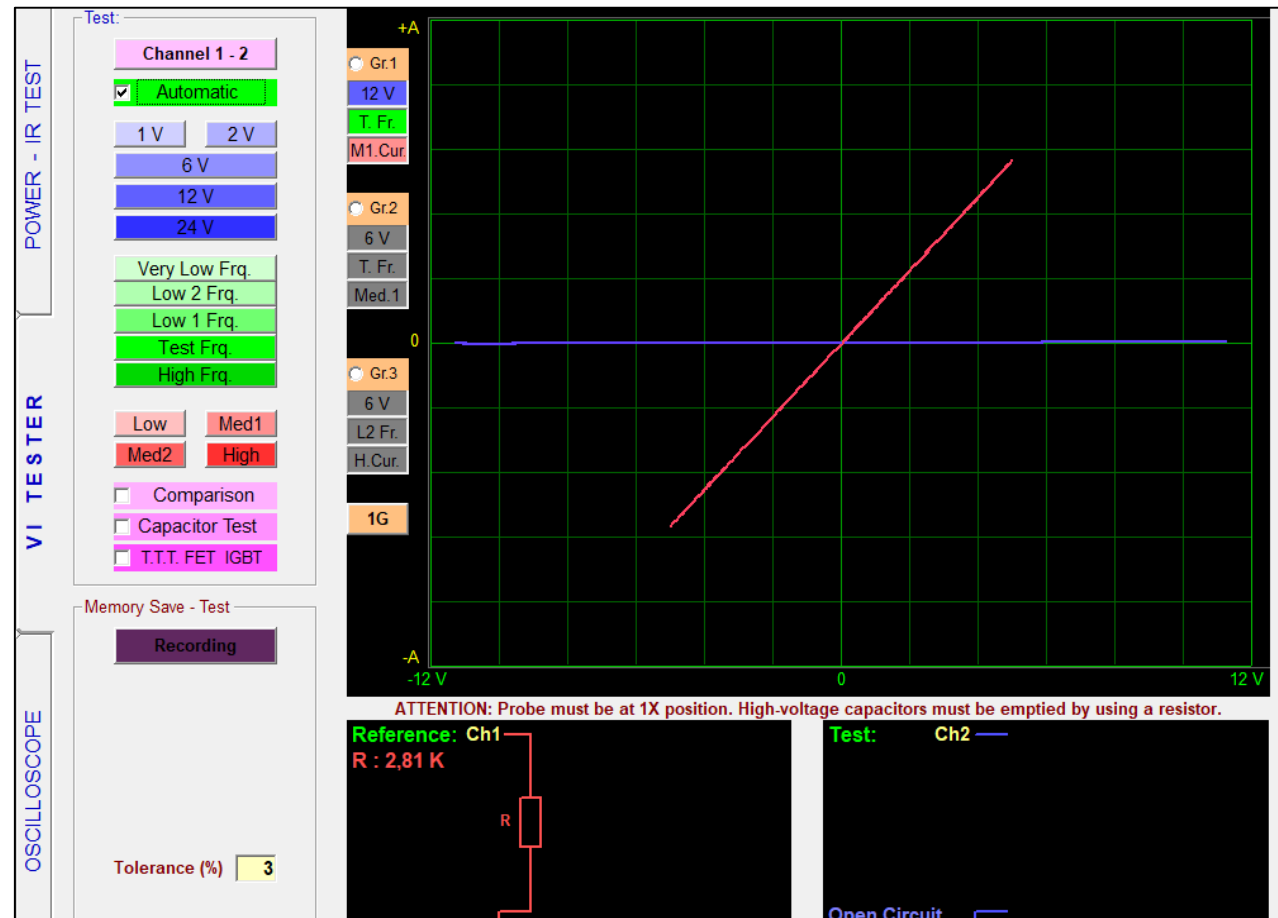 POWER - IR TEST
VI TESTER
OSCILLOSCOPE
Test:
Channel 1 - 2
Automatic
1 V
2 V
6 V
12 V
24 V
Very Low Frq.
Low 2 Frq.
Low 1 Frq.
Test Frq.
High Frq.
Low
Med1
Med2
High
Comparison
Capacitor Test
T.T.T. FET IGBT
Memory Save - Test
Recording
Tolerance (%)
3
Gr.1
12 V
T. Fr.
M1.Cur.
Gr.2
6 V
T. Fr.
Med.1
Gr.3
6 V
L2 Fr.
H.Cur.
1G
+A
0
-A
-12 V
0
12 V
ATTENTION: Probe must be at 1X position. High-voltage capacitors must be emptied by using a resistor.
Reference: Ch1
R : 2,81 K
R
Test: Ch2
Open Circuit